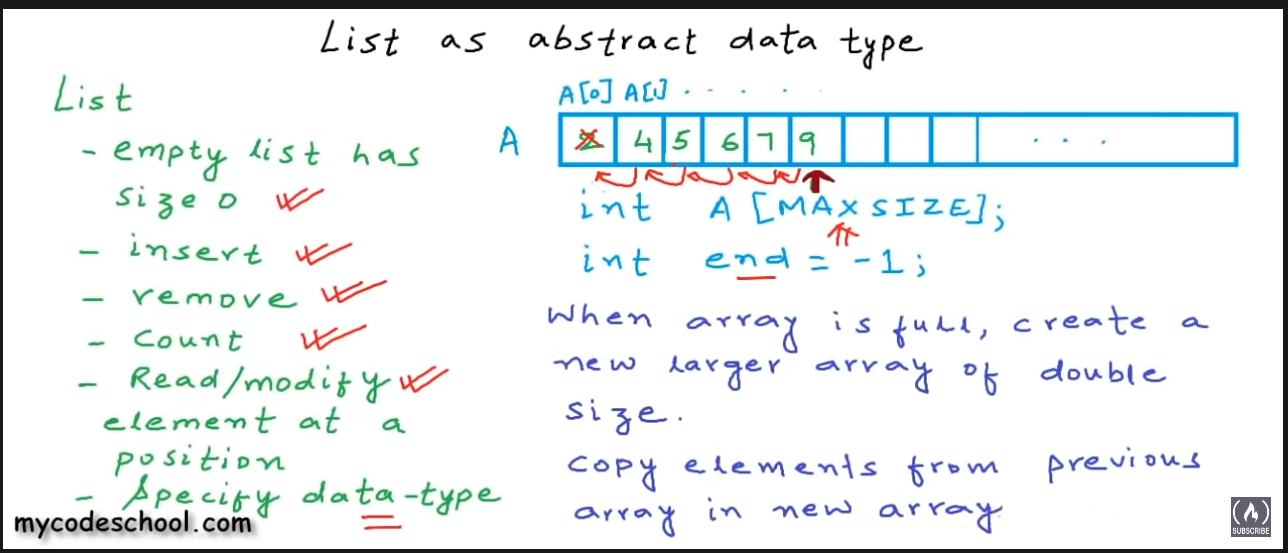 List as abstract data type
List
- empty list has
size 0
- insert
- remove
- Count
- Read/modify
element at a
position
- Specify data-type
mycodeschool.com
A[0] A[1] . . . .
A 2 4 5 6 7 9 . . .
int A [MAXSIZE];
int end = -1;
When array is full, create a
new larger array of double
size.
copy elements from previous
array in new array
SUBSCRIBE